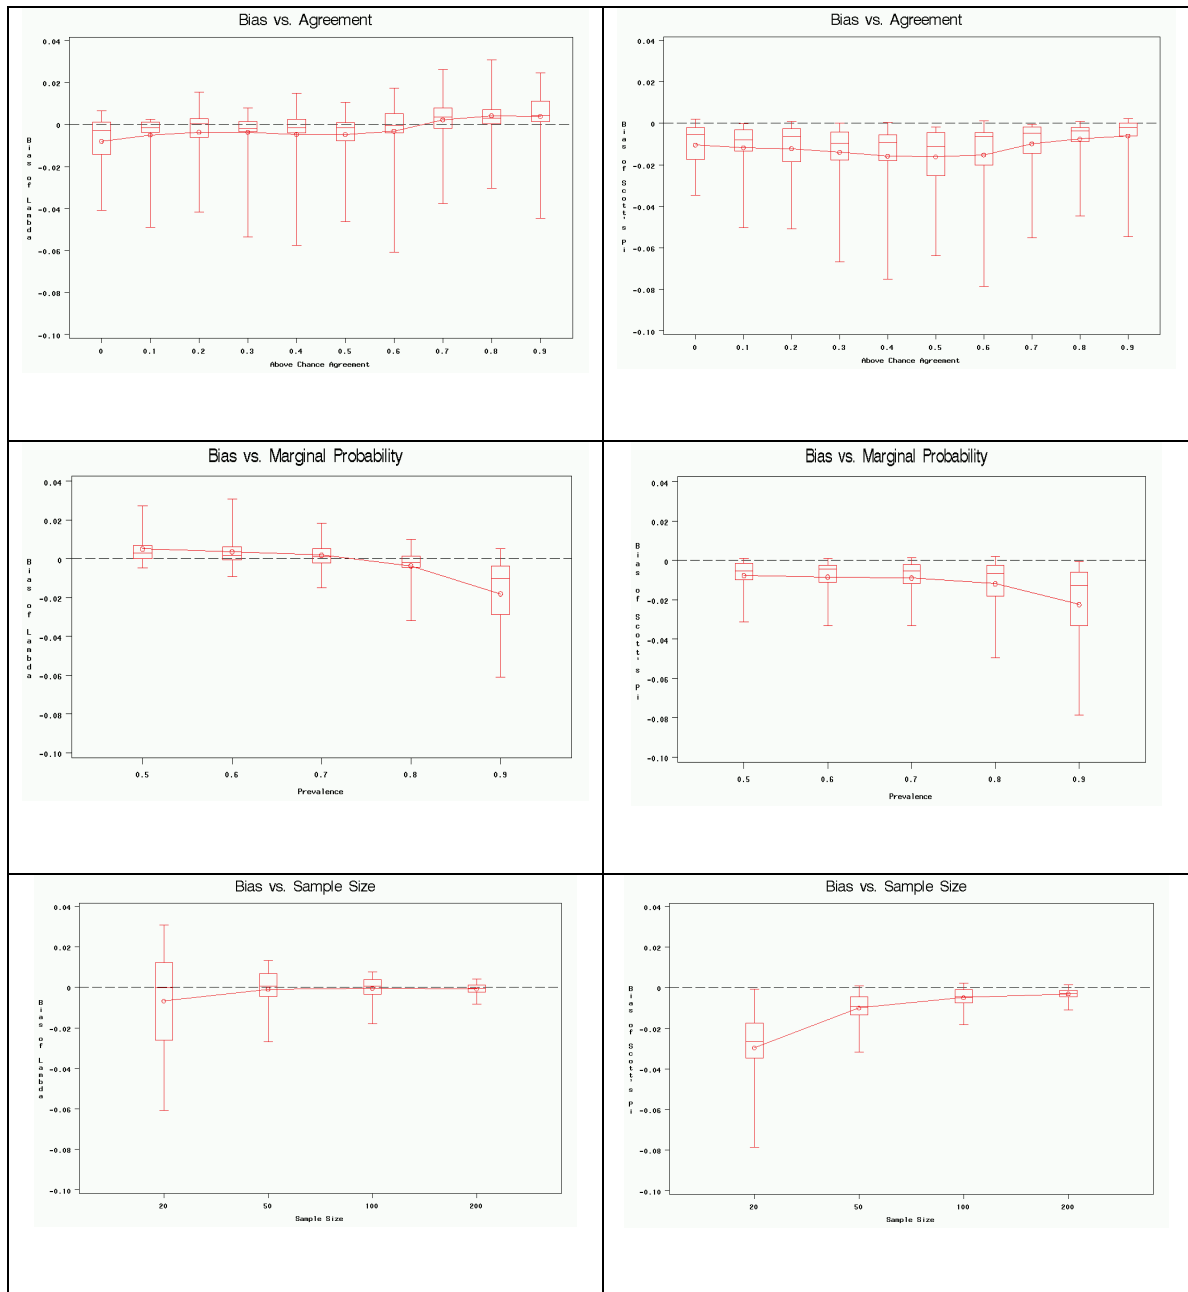 Bias vs. Agreement
0.04
0.02
0
-0.02
-0.04
-0.06
-0.08
-0.10
Bias of Lambda
0 0.1 0.2 0.3 0.4 0.5 0.6 0.7 0.8 0.9
Above Chance Agreement
Bias vs. Agreement
0.04
0.02
0
-0.02
-0.04
-0.06
-0.08
-0.10
Bias of Scott's Pi
0 0.1 0.2 0.3 0.4 0.5 0.6 0.7 0.8 0.9
Above Chance Agreement
Bias vs. Marginal Probability
0.04
0.02
0
-0.02
-0.04
-0.06
-0.08
-0.10
Bias of Lambda
0.5 0.6 0.7 0.8 0.9
Prevalence
Bias vs. Marginal Probability
0.04
0.02
0
-0.02
-0.04
-0.06
-0.08
-0.10
Bias of Scott's Pi
0.5 0.6 0.7 0.8 0.9
Prevalence
Bias vs. Sample Size
0.04
0.02
0
-0.02
-0.04
-0.06
-0.08
-0.10
Bias of Lambda
20 50 100 200
Sample Size
Bias vs. Sample Size
0.04
0.02
0
-0.02
-0.04
-0.06
-0.08
-0.10
Bias of Scott's Pi
20 50 100 200
Sample Size